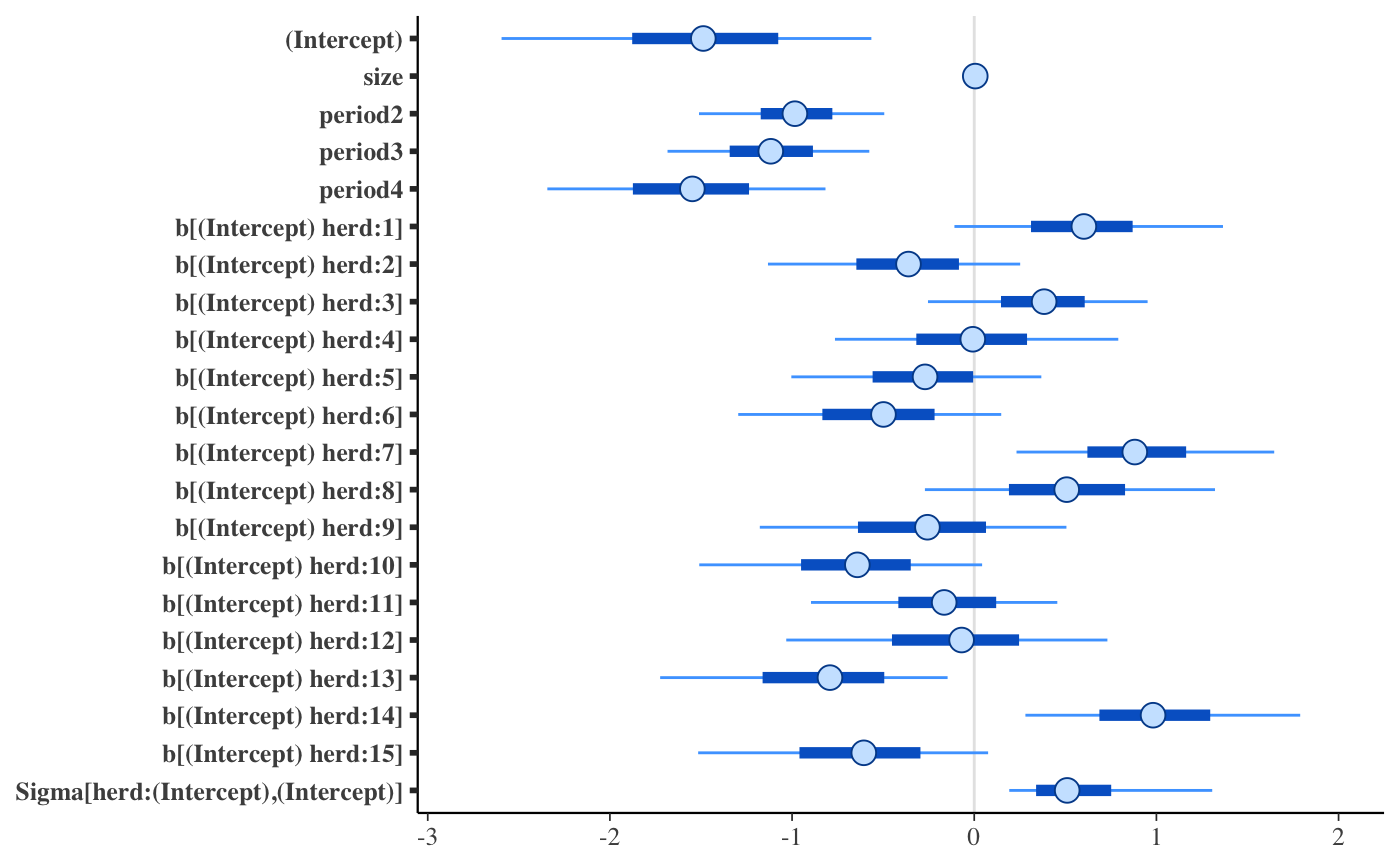 (Intercept)
size
period2
period3
period4
b[(Intercept) herd:1]
b[(Intercept) herd:2]
b[(Intercept) herd:3]
b[(Intercept) herd:4]
b[(Intercept) herd:5]
b[(Intercept) herd:6]
b[(Intercept) herd:7]
b[(Intercept) herd:8]
b[(Intercept) herd:9]
b[(Intercept) herd:10]
b[(Intercept) herd:11]
b[(Intercept) herd:12]
b[(Intercept) herd:13]
b[(Intercept) herd:14]
b[(Intercept) herd:15]
Sigma[herd:(Intercept),(Intercept)]
-3 -2 -1 0 1 2